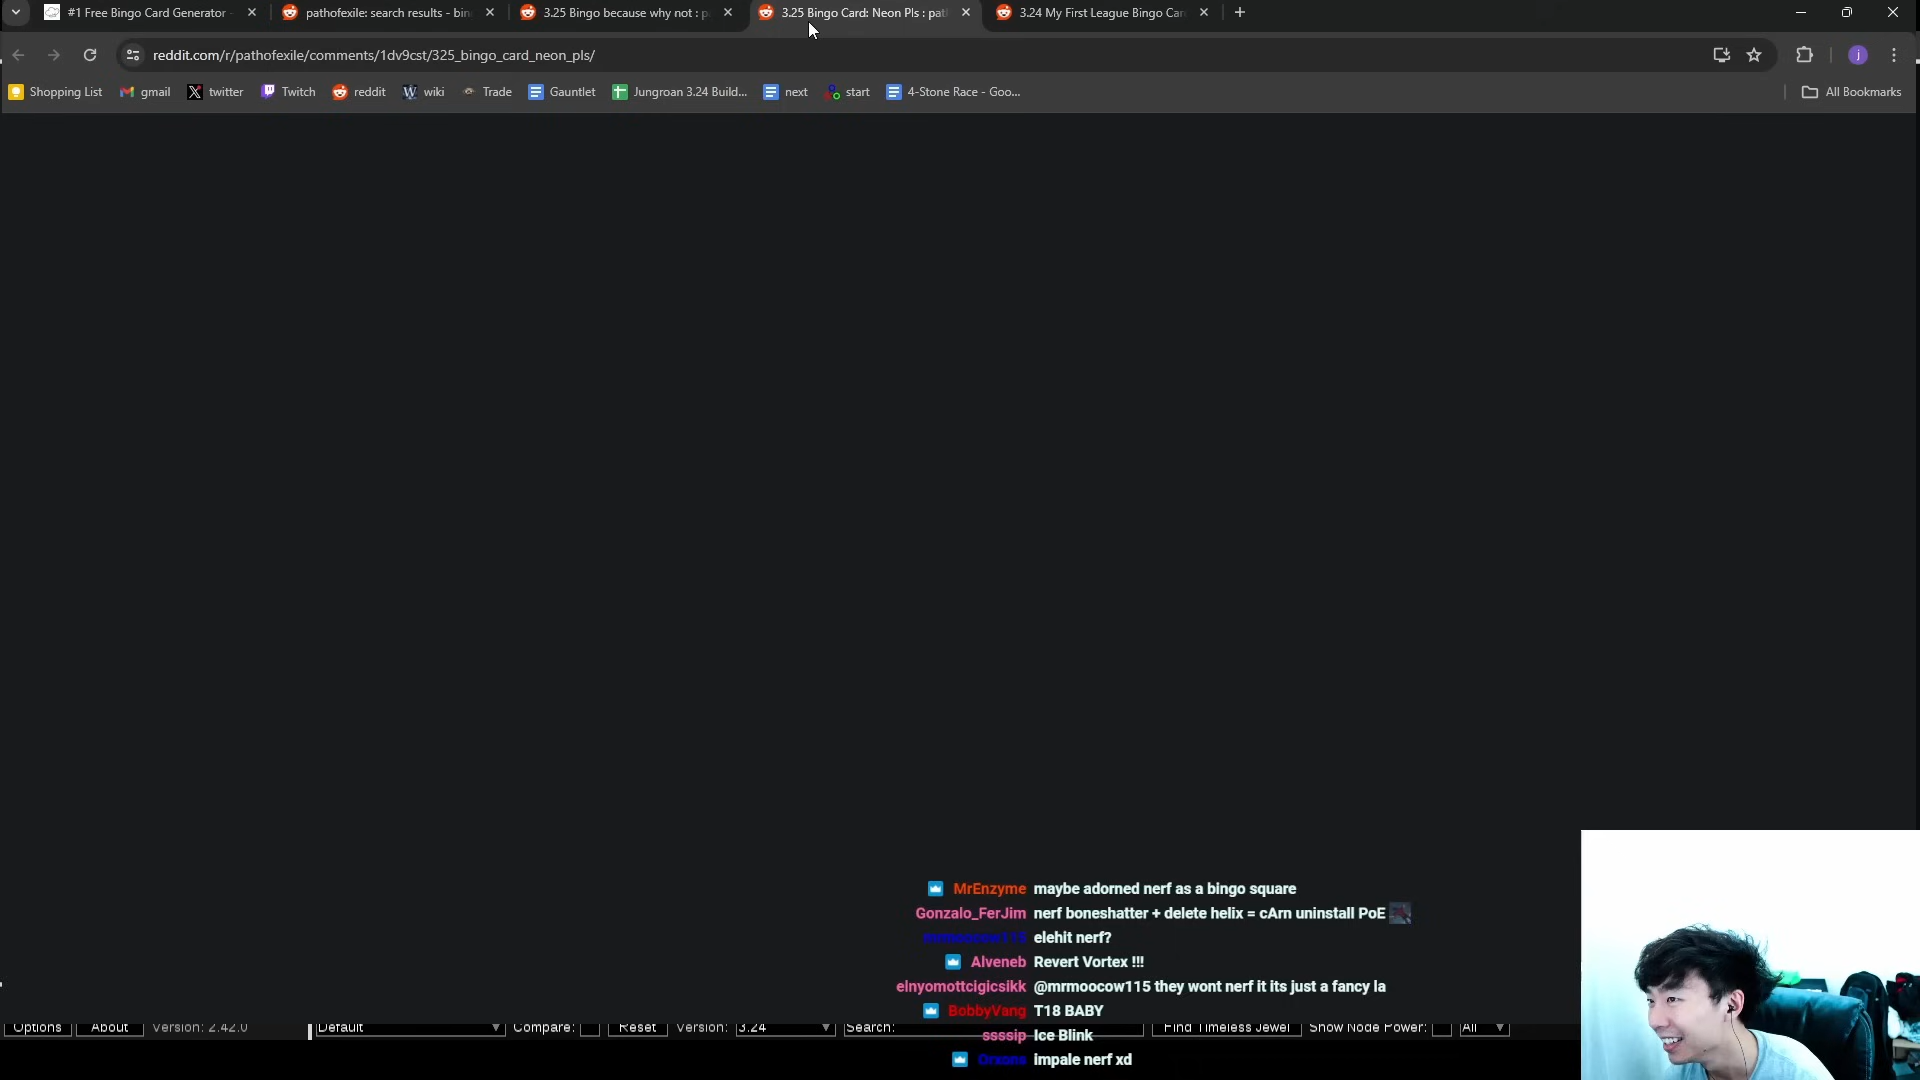 #1 Free Bingo Card Generator
pathofexile: search results - bin
3.25 Bingo because why not : p
3.25 Bingo Card: Neon Pls : pat
3.24 My First League Bingo Car
reddit.com/r/pathofexile/comments/1dv9cst/325_bingo_card_neon_pls/
j
Shopping List
gmail
twitter
Twitch
reddit
wiki
Trade
Gauntlet
Jungroan 3.24 Build...
next
start
4-Stone Race - Goo...
All Bookmarks
MrEnzyme maybe adorned nerf as a bingo square
Gonzalo_FerJim nerf boneshatter + delete helix = cArn uninstall PoE
mrmoocow115 elehit nerf?
Alveneb Revert Vortex !!!
elnyomottcigicsikk @mrmoocow115 they wont nerf it its just a fancy la
BobbyVang T18 BABY
ssssip Ice Blink
impale nerf xd
Options
About
Version: 2.42.0
Default
Compare:
Reset
Version:
3.24
Search:
Find Timeless Jewel
Show Node Power:
All